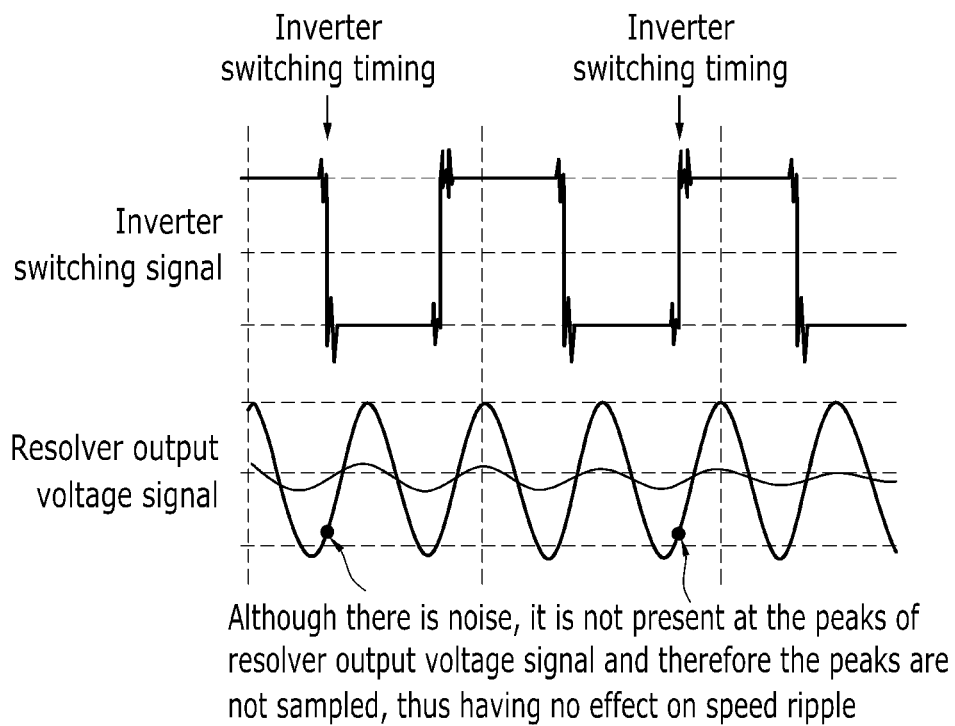 Inverter
switching timing
Inverter
switching timing
Inverter
switching signal
Resolver output
voltage signal
Although there is noise, it is not present at the peaks of
resolver output voltage signal and therefore the peaks are
not sampled, thus having no effect on speed ripple